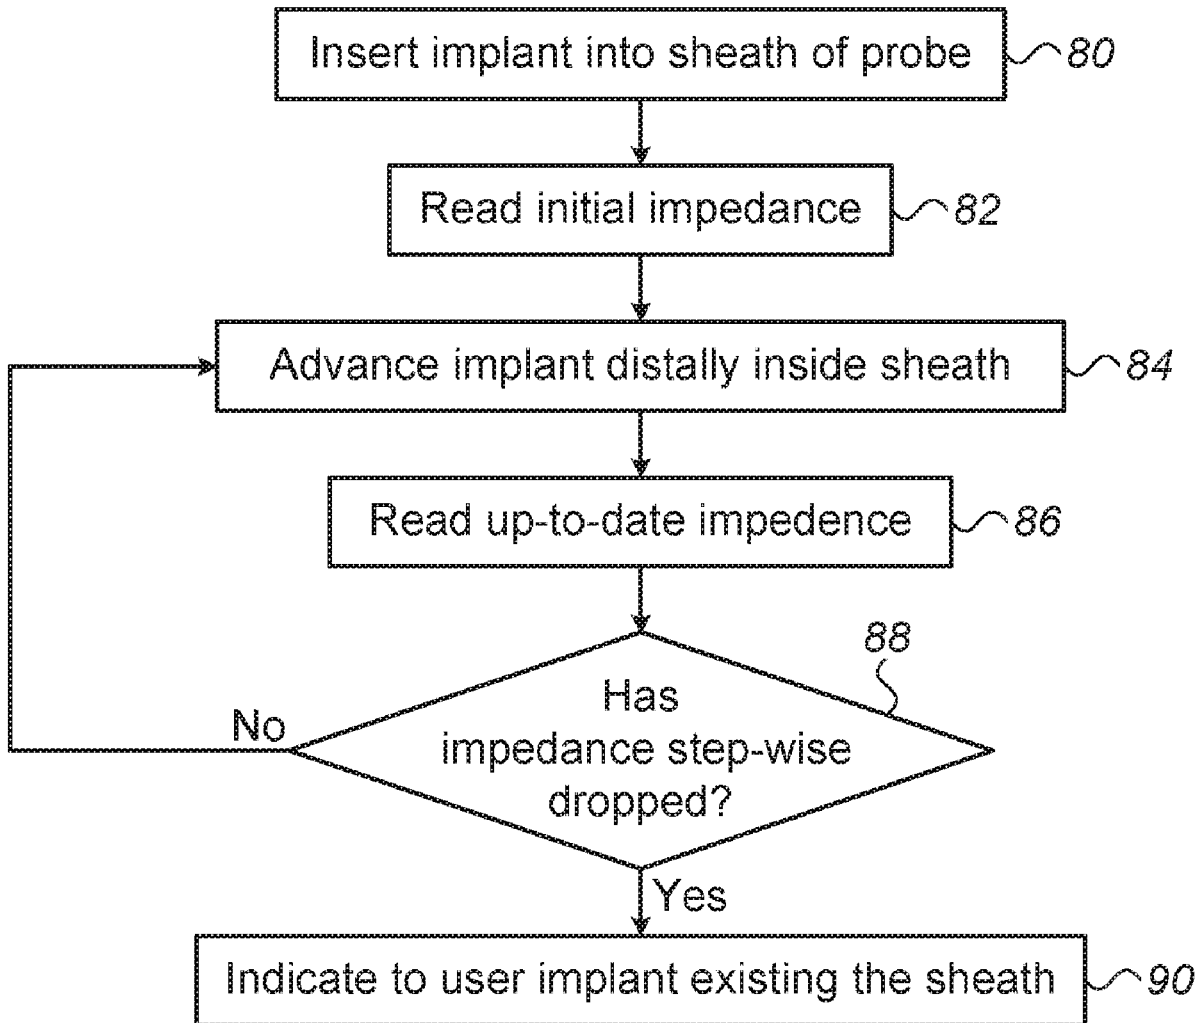 Insert implant into sheath of probe 80
Read initial impedance 82
Advance implant distally inside sheath 84
Read up-to-date impedence 86
88
Has
No
impedance step-wise
dropped?
Yes
Indicate to user implant existing the sheath 90